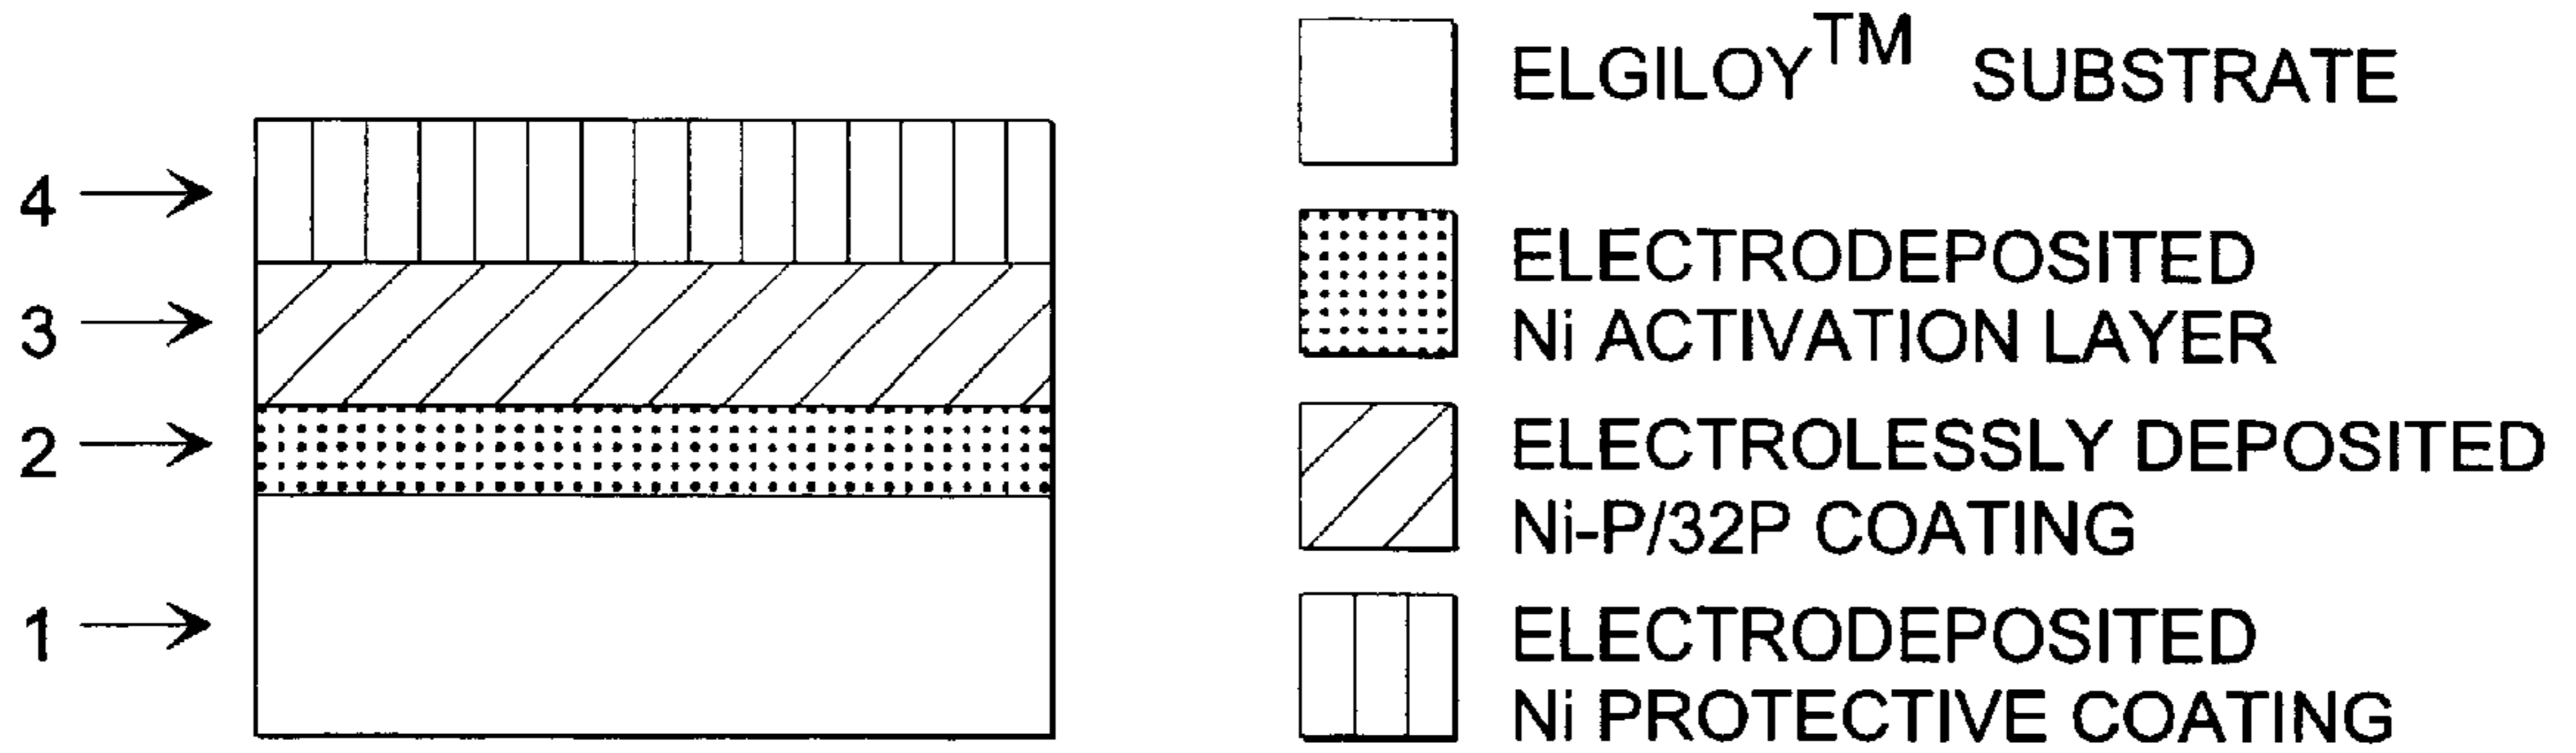 4
3
2
1
ELGILOY™ SUBSTRATE
ELECTRODEPOSITED
Ni ACTIVATION LAYER
ELECTROLESSLY DEPOSITED
Ni-P/32P COATING
ELECTRODEPOSITED
Ni PROTECTIVE COATING